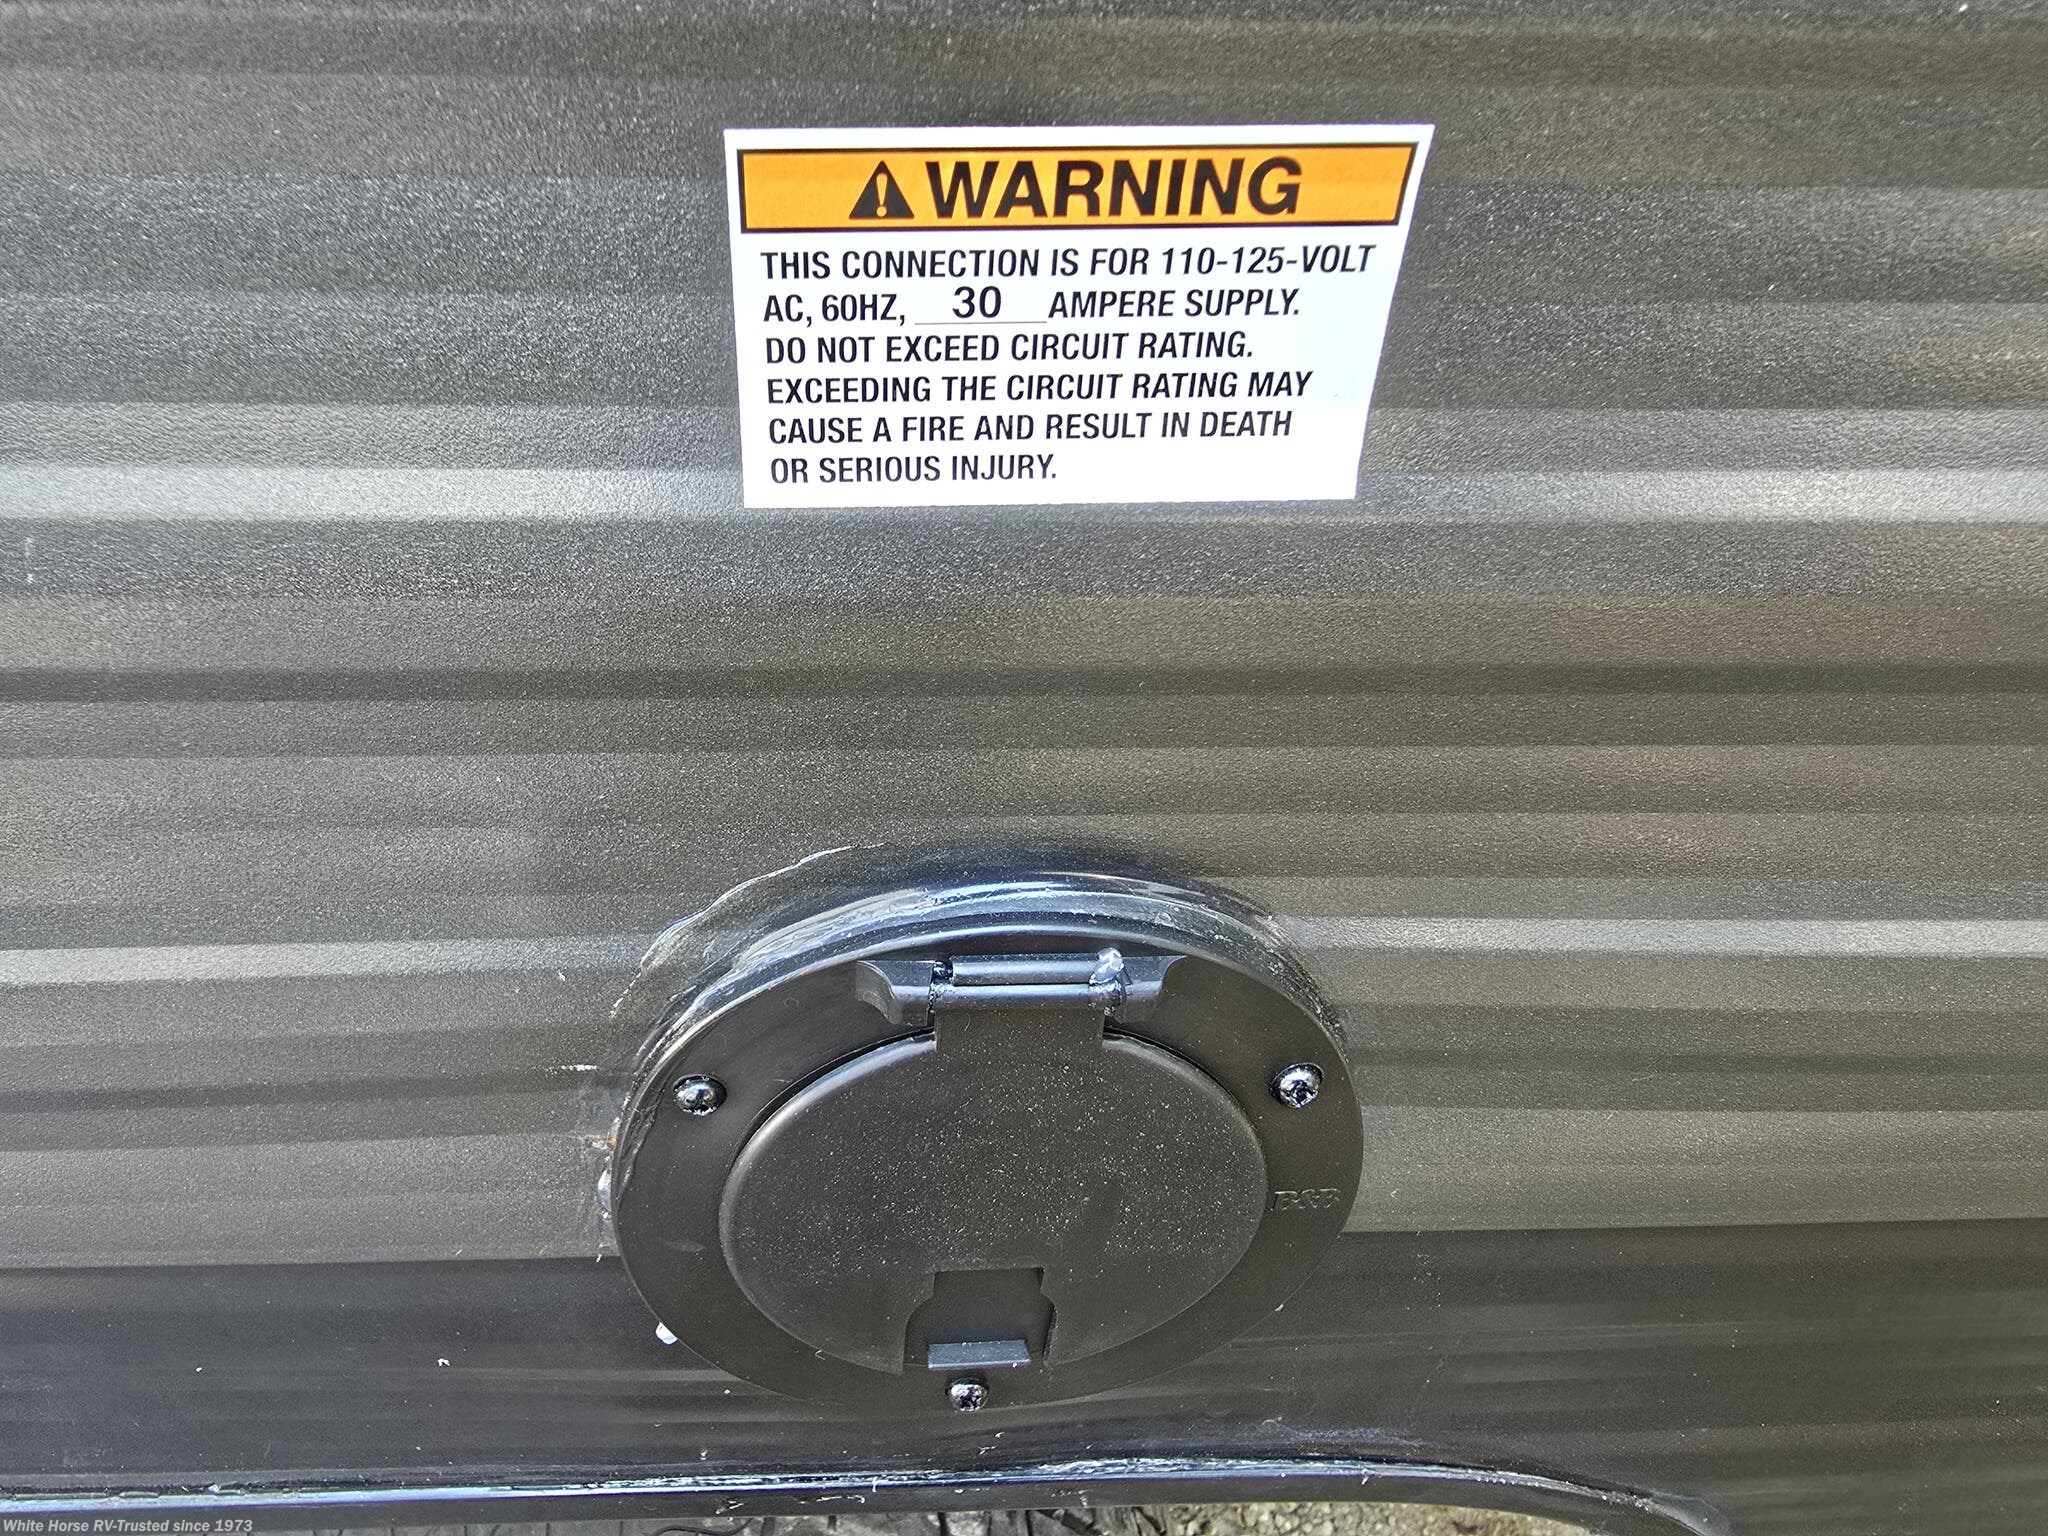 WARNING
THIS CONNECTION IS FOR 110-125-VOLT
AC, 60HZ, 30 AMPERE SUPPLY.
DO NOT EXCEED CIRCUIT RATING.
EXCEEDING THE CIRCUIT RATING MAY
CAUSE A FIRE AND RESULT IN DEATH
OR SERIOUS INJURY.
B&B
White Horse RV-Trusted since 1973